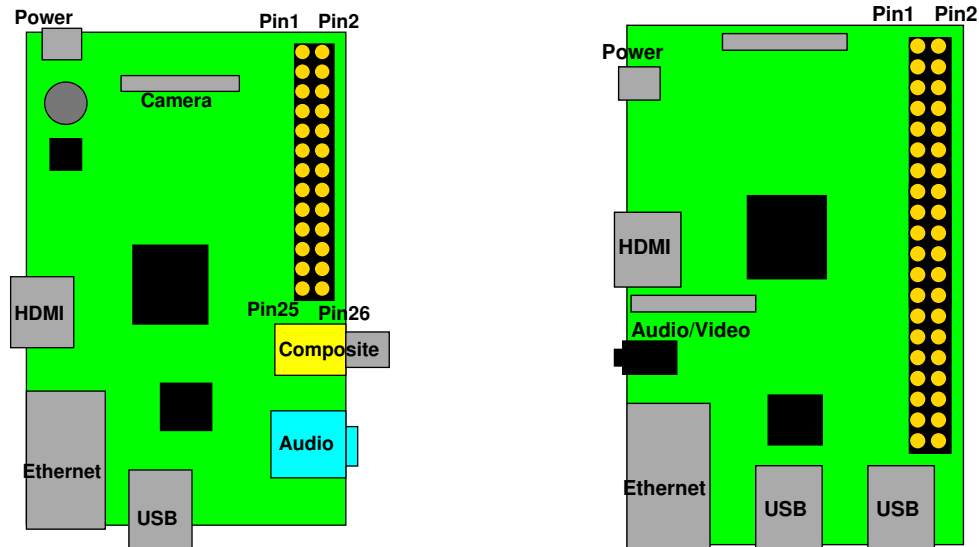 Power
Pin1 Pin2
Camera
HDMI
Pin25 Pin26
Composite
Audio
Ethernet
USB
Pin1 Pin2
Power
HDMI
Audio/Video
Ethernet
USB
USB